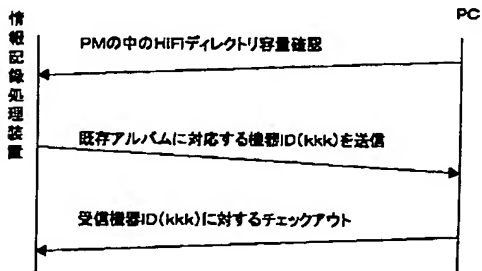 情報記録処理装置
PC
PMの中のHIFIディレクトリ容量確認
既存アルバムに対応する機器ID(kkk)を送信
受信機器ID(kkk)に対するチェックアウト